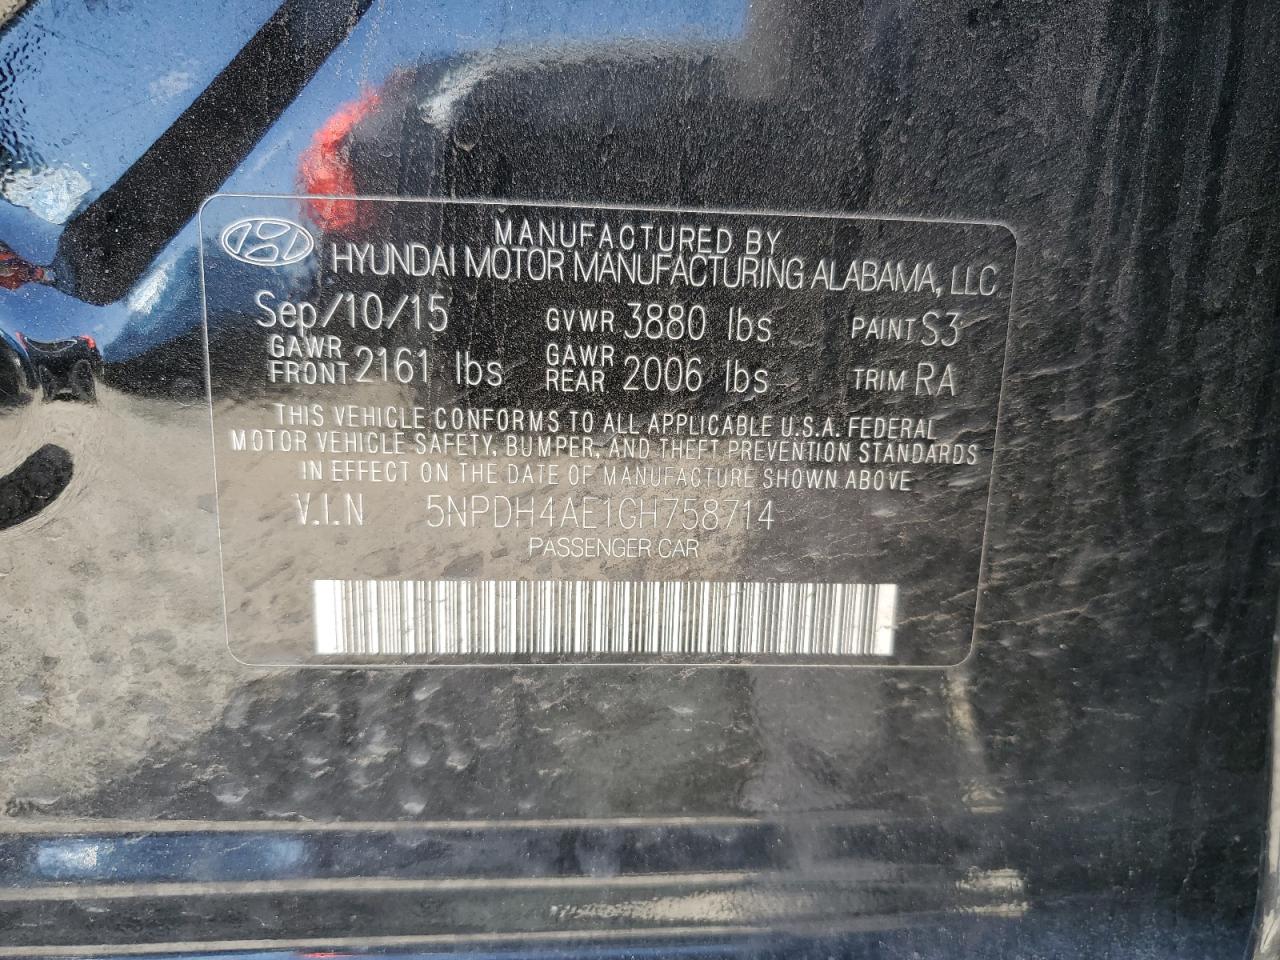 MANUFACTURED BY
HYUNDAI MOTOR MANUFACTURING ALABAMA, LLC
Sep/10/15 GVWR 3880 lbs PAINT S3
GAWR FRONT 2161 lbs GAWR REAR 2006 lbs TRIM RA
THIS VEHICLE CONFORMS TO ALL APPLICABLE U.S.A. FEDERAL
MOTOR VEHICLE SAFETY, BUMPER, AND THEFT PREVENTION STANDARDS
IN EFFECT ON THE DATE OF MANUFACTURE SHOWN ABOVE
V.I.N 5NPDH4AE1GH758714
PASSENGER CAR